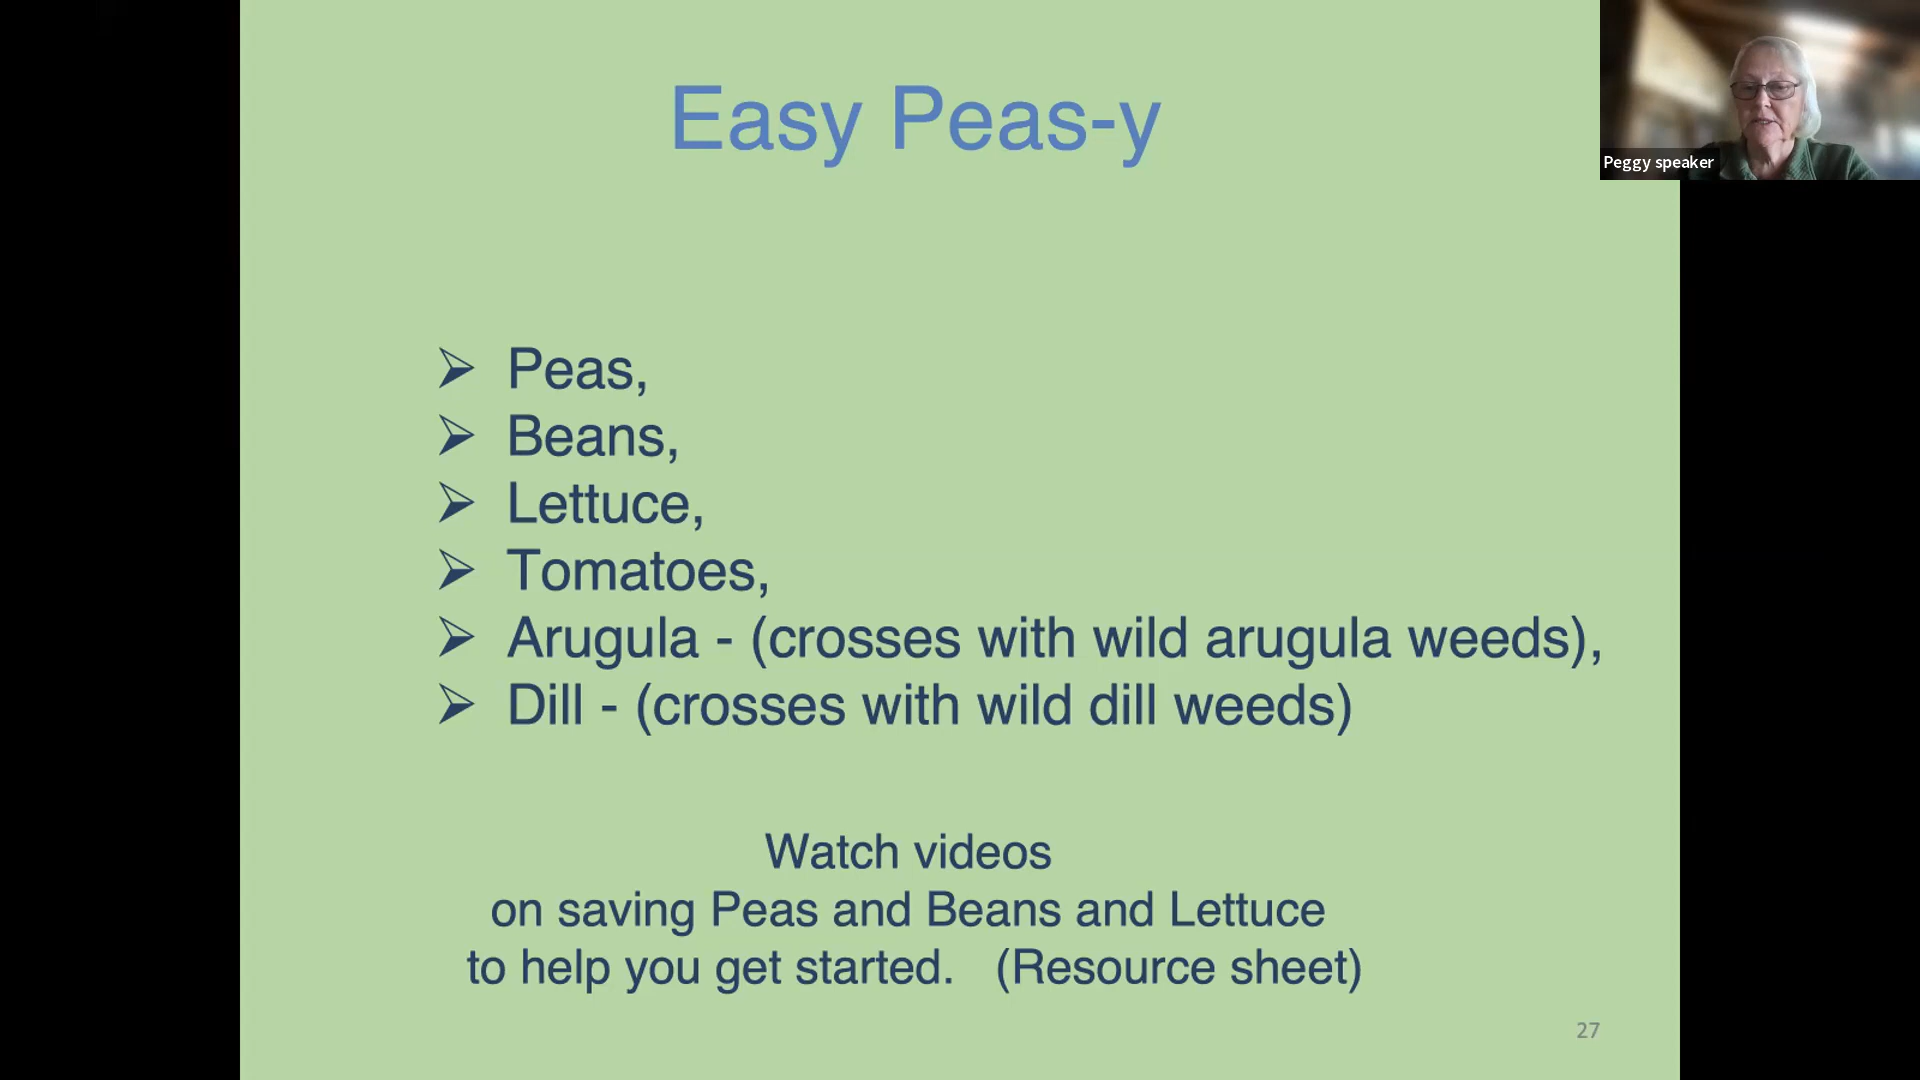 Easy Peas-y
Peggy speaker
➢ Peas,
➢ Beans,
➢ Lettuce,
➢ Tomatoes,
➢ Arugula - (crosses with wild arugula weeds),
➢ Dill - (crosses with wild dill weeds)
Watch videos
on saving Peas and Beans and Lettuce
to help you get started. (Resource sheet)
27